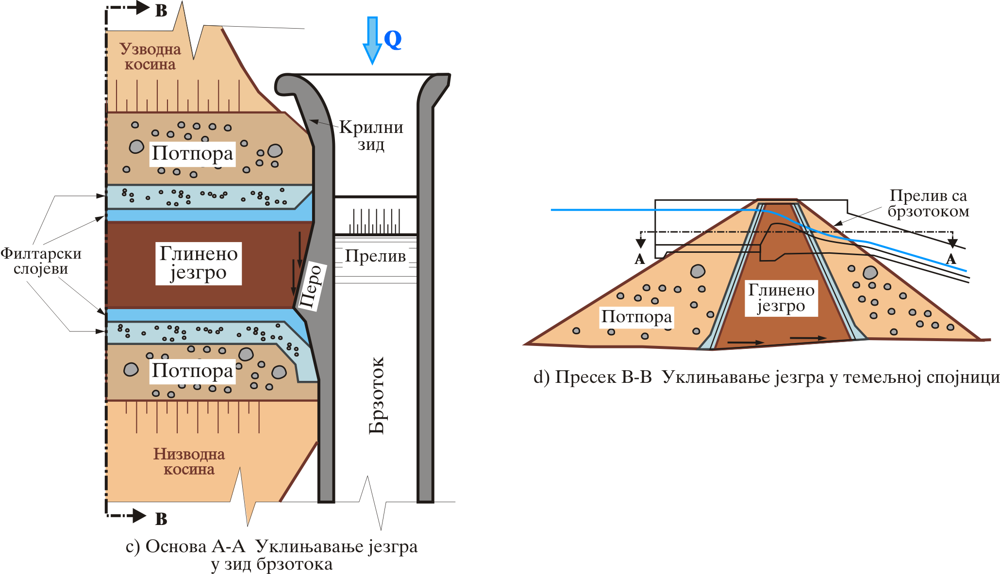 B
Q
Узводна
косина
Крилни
зид
Потпора
Филтарски
слојеви
Глинено
језгро
Прелив
Перо
Потпора
Брзоток
Низводна
косина
B
c) Основа А-А Уклињавање језгра
у зид брзотока
Прелив са
брзотоком
A
A
Глинено
језгро
Потпора
d) Пресек B-B Уклињавање језгра у темељној спојници